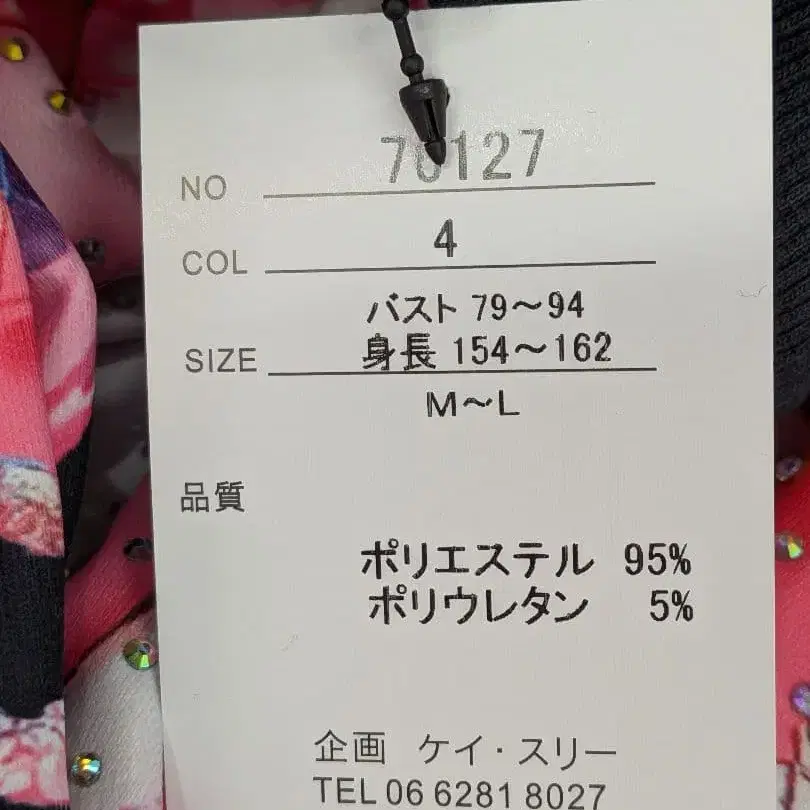 NO 70127
COL 4
バスト 79～94
SIZE 身長 154～162
M～L
品質
ポリエステル 95%
ポリウレタン 5%
企画 ケイ・スリー
TEL 06 6281 8027